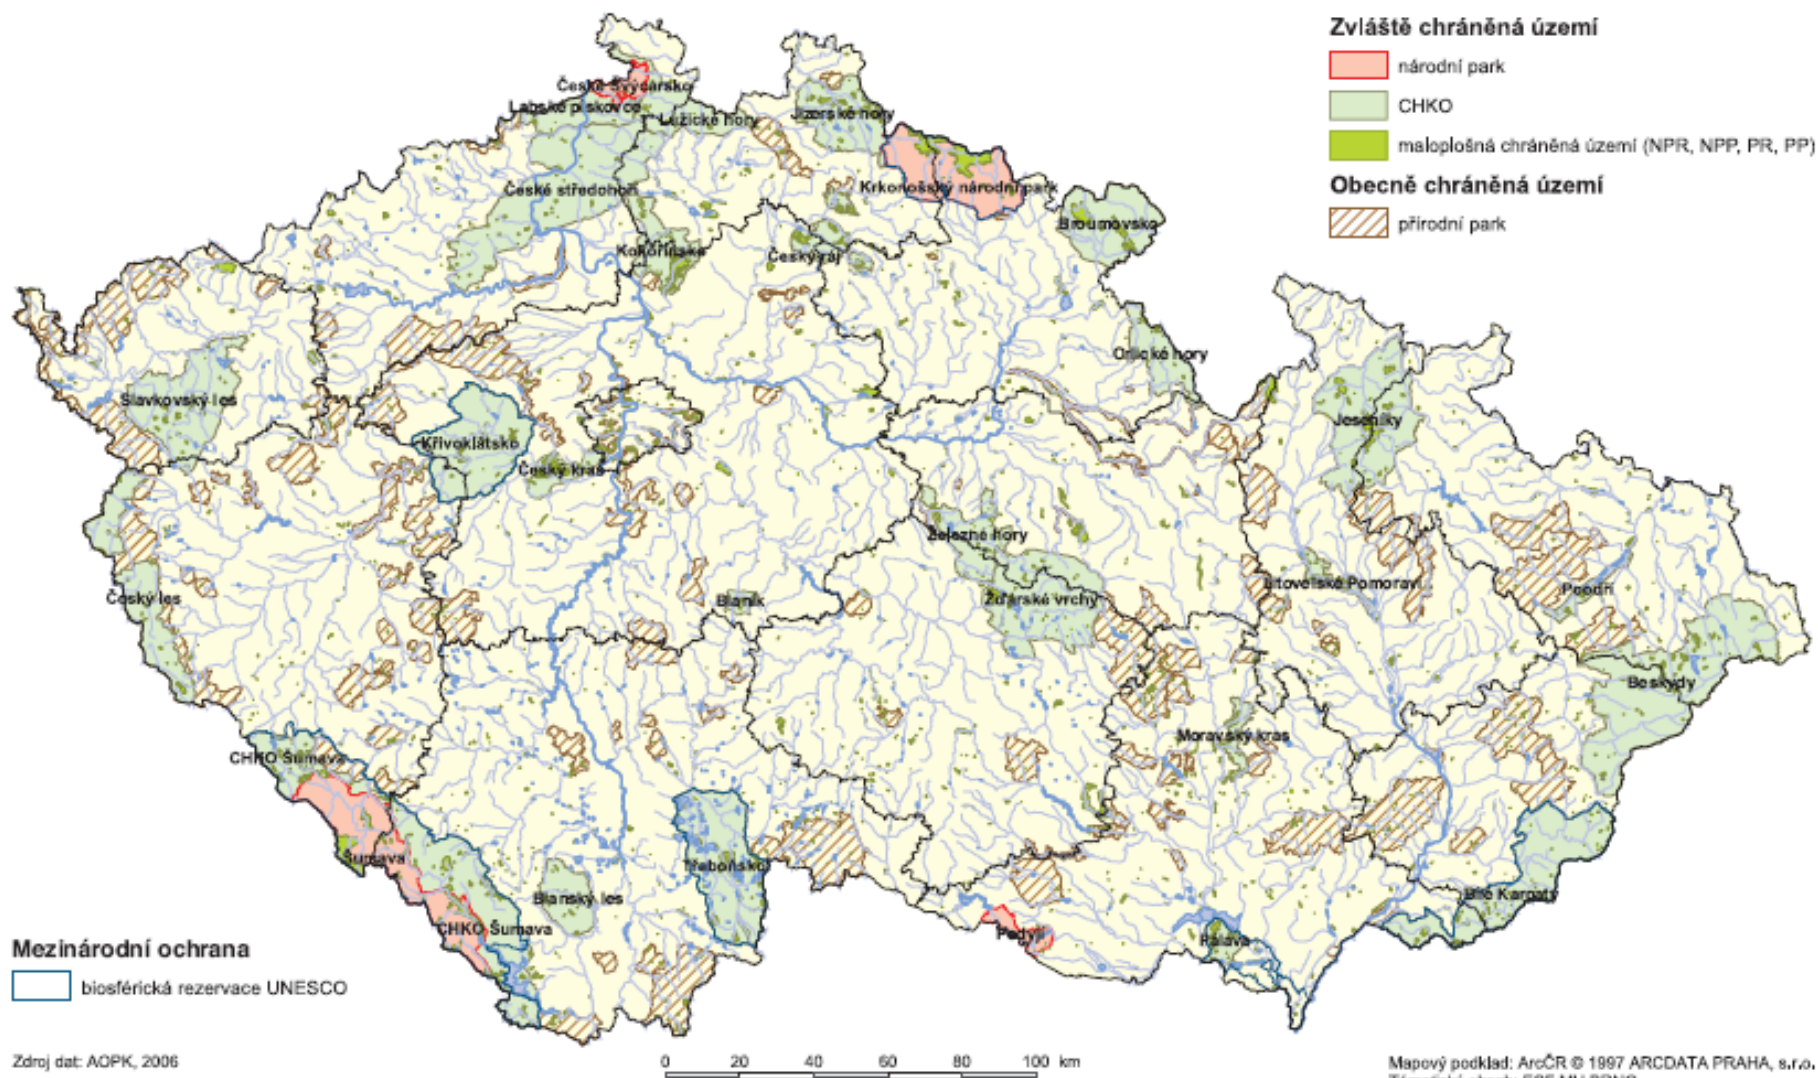 Zvláště chráněná území
národní park
CHKO
maloplošná chráněná území (NPR, NPP, PR, PP)
Obecně chráněná území
přírodní park
České Švýcarsko
Labské pískovce
Lužické hory
Jizerské hory
České středohoří
Krkonošský národní park
Broumovsko
Kokořínsko
Český ráj
Orlické hory
Slavkovský les
Jeseníky
Křivoklátsko
Český kras
Železné hory
Litovelské Pomoraví
Poodří
Český les
Blaník
Žďárské vrchy
Beskydy
Moravský kras
CHKO Šumava
Šumava
Třeboňsko
Blanský les
Bílé Karpaty
CHKO Šumava
Podyjí
Pálava
Mezinárodní ochrana
biosférická rezervace UNESCO
Zdroj dat: AOPK, 2006
0 20 40 60 80 100 km
Mapový podklad: ArcČR © 1997 ARCDATA PRAHA, s.r.o.